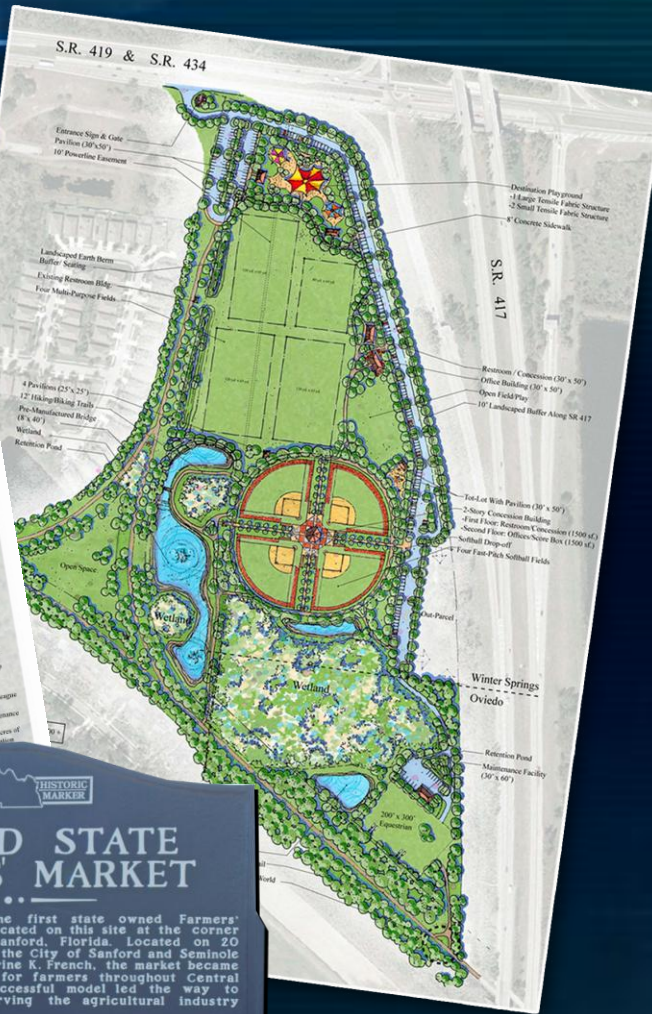 S.R. 419 & S.R. 434
Entrance Sign & Gate
Pavilion (30'x50')
10' Powerline Easement
Destination Playground
-1 Large Tensile Fabric Structure
-2 Small Tensile Fabric Structure
8' Concrete Sidewalk
S.R. 417
Landscaped Earth Berm
Buffer/ Seating
Existing Restroom Bldg.
Four Multi-Purpose Fields
Restroom / Concession (30' x 50')
Office Building (30' x 50')
Open Field/Play
10' Landscaped Buffer Along SR 417
4 Pavilions (25'x 25')
12' Hiking/Biking Trails
Pre-Manufactured Bridge
(8' x 40')
Wetland
Retention Pond
Tot-Lot With Pavilion (30' x 50')
2-Story Concession Building
-First Floor: Restroom/Concession (1500 sf.)
-Second Floor: Offices/Score Box (1500 sf.)
Softball Drop-off
Four Fast-Pitch Softball Fields
Open Space
Wetland
Out-Parcel
Wetland
Winter Springs
Oviedo
Retention Pond
Maintenance Facility
(30' x 60')
200' x 300'
Equestrian
HISTORIC
MARKER
D STATE
MARKET
first state owned Farmers'
cated on this site at the corner
anford, Florida. Located on 20
the City of Sanford and Seminole
rine K. French, the market became
for farmers throughout Central
ccessful model led the way to
rving the agricultural industry